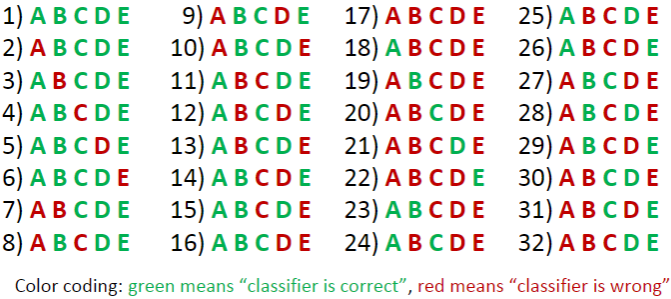 1) A B C D E 9) A B C D E 17) A B C D E 25) A B C D E
2) A B C D E 10) A B C D E 18) A B C D E 26) A B C D E
3) A B C D E 11) A B C D E 19) A B C D E 27) A B C D E
4) A B C D E 12) A B C D E 20) A B C D E 28) A B C D E
5) A B C D E 13) A B C D E 21) A B C D E 29) A B C D E
6) A B C D E 14) A B C D E 22) A B C D E 30) A B C D E
7) A B C D E 15) A B C D E 23) A B C D E 31) A B C D E
8) A B C D E 16) A B C D E 24) A B C D E 32) A B C D E
Color coding: green means “classifier is correct”, red means “classifier is wrong”